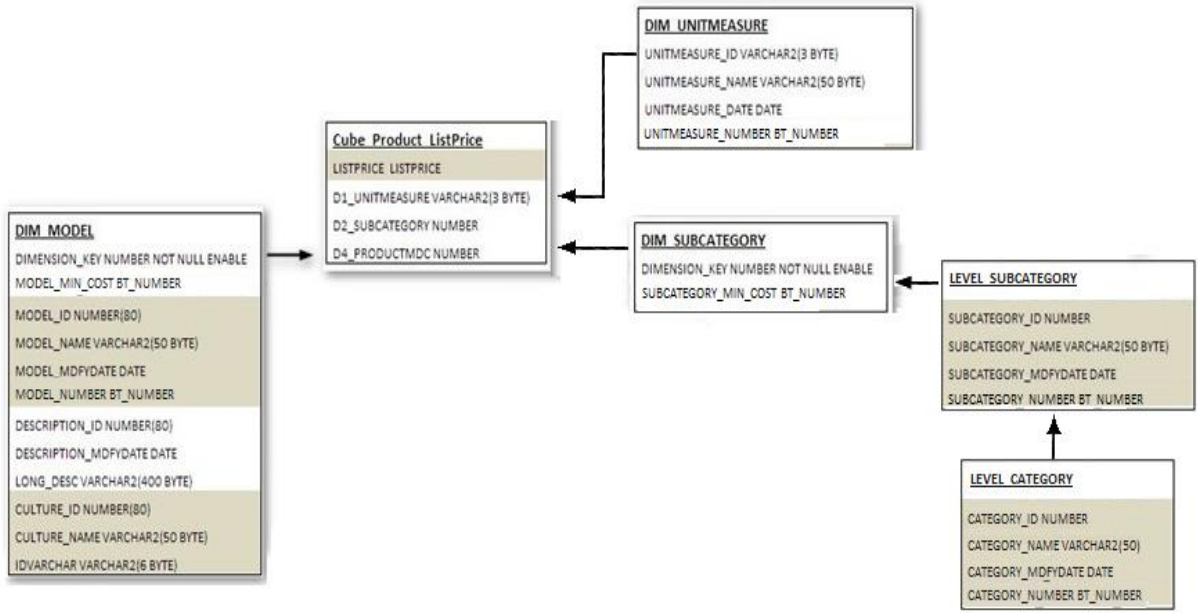 DIM_UNITMEASURE
UNITMEASURE_ID VARCHAR2(3 BYTE)
UNITMEASURE_NAME VARCHAR2(50 BYTE)
UNITMEASURE_DATE DATE
UNITMEASURE_NUMBER BT_NUMBER
Cube_Product_ListPrice
LISTPRICE LISTPRICE
D1_UNITMEASURE VARCHAR2(3 BYTE)
D2_SUBCATEGORY NUMBER
D4_PRODUCTMDC NUMBER
DIM_MODEL
DIMENSION_KEY NUMBER NOT NULL ENABLE
MODEL_MIN_COST BT_NUMBER
MODEL_ID NUMBER(80)
MODEL_NAME VARCHAR2(50 BYTE)
MODEL_MDFYDATE DATE
MODEL_NUMBER BT_NUMBER
DESCRIPTION_ID NUMBER(80)
DESCRIPTION_MDFYDATE DATE
LONG_DESC VARCHAR2(400 BYTE)
CULTURE_ID NUMBER(80)
CULTURE_NAME VARCHAR2(50 BYTE)
IDVARCHAR VARCHAR2(6 BYTE)
DIM_SUBCATEGORY
DIMENSION_KEY NUMBER NOT NULL ENABLE
SUBCATEGORY_MIN_COST BT_NUMBER
LEVEL_SUBCATEGORY
SUBCATEGORY_ID NUMBER
SUBCATEGORY_NAME VARCHAR2(50 BYTE)
SUBCATEGORY_MDFYDATE DATE
SUBCATEGORY_NUMBER BT_NUMBER
LEVEL_CATEGORY
CATEGORY_ID NUMBER
CATEGORY_NAME VARCHAR2(50)
CATEGORY_MDFYDATE DATE
CATEGORY_NUMBER BT_NUMBER